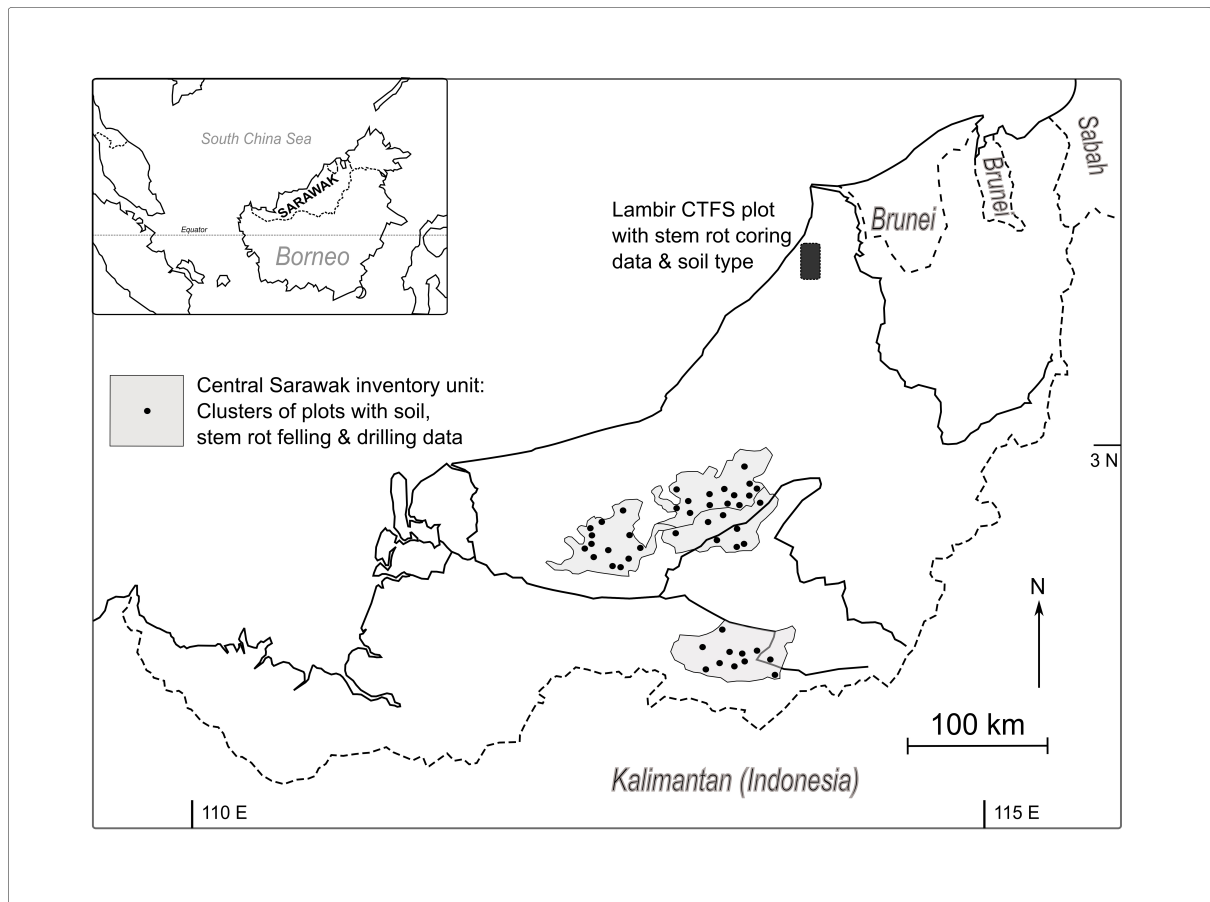 South China Sea
SARAWAK
Equator
Borneo
Sabah
Brunei
Brunei
Lambir CTFS plot
with stem rot coring
data & soil type
Central Sarawak inventory unit:
Clusters of plots with soil,
stem rot felling & drilling data
3 N
N
100 km
Kalimantan (Indonesia)
110 E
115 E